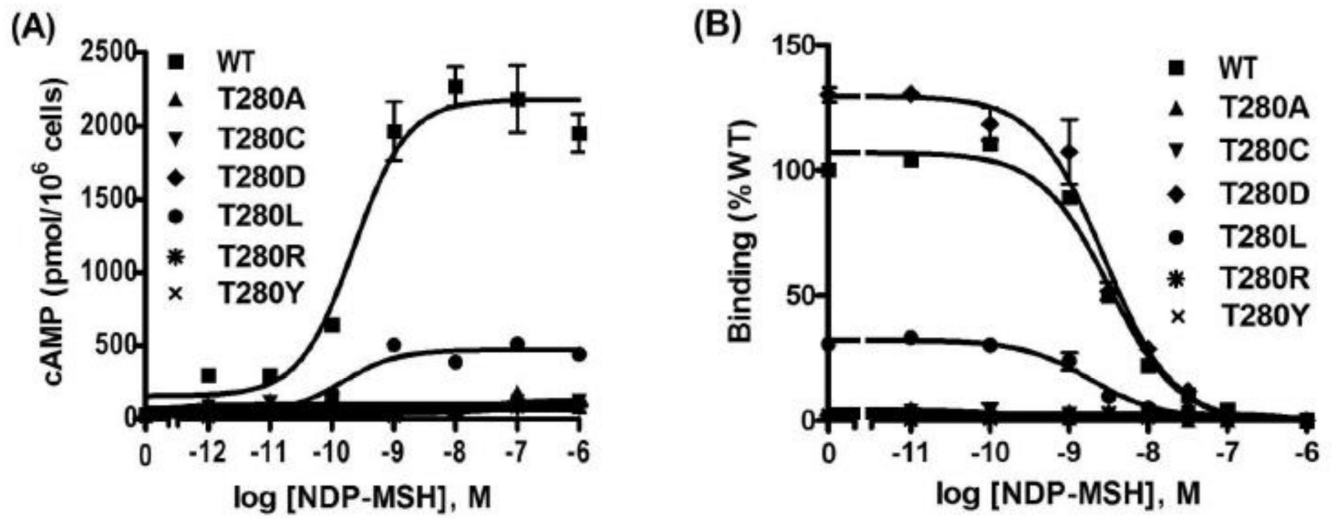 (A)
2500
2000
1500
1000
500
0
cAMP (pmol/10⁶ cells)
WT
T280A
T280C
T280D
T280L
T280R
T280Y
0 -12 -11 -10 -9 -8 -7 -6
log [NDP-MSH], M
(B)
150
100
50
0
Binding (%WT)
WT
T280A
T280C
T280D
T280L
T280R
T280Y
0 -11 -10 -9 -8 -7 -6
log [NDP-MSH], M